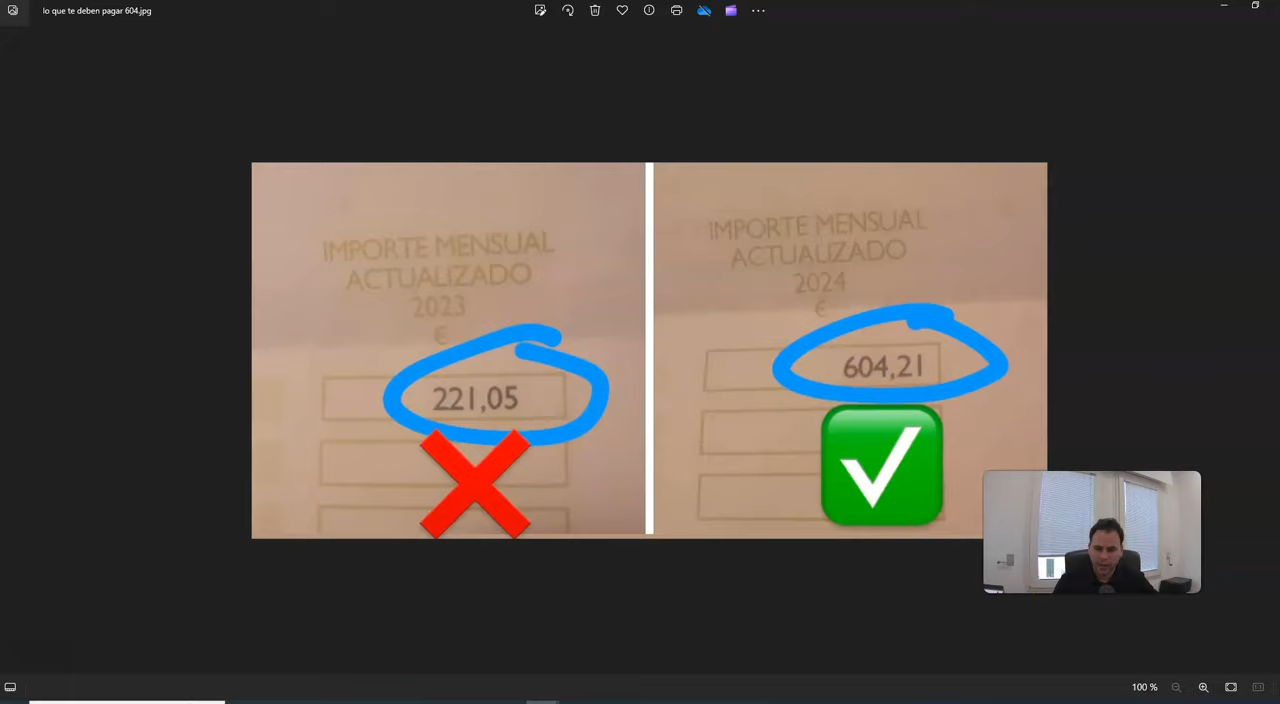 lo que te deben pagar 604.jpg
IMPORTE MENSUAL
ACTUALIZADO
2023
€
221,05
IMPORTE MENSUAL
ACTUALIZADO
2024
€
604,21
100 %